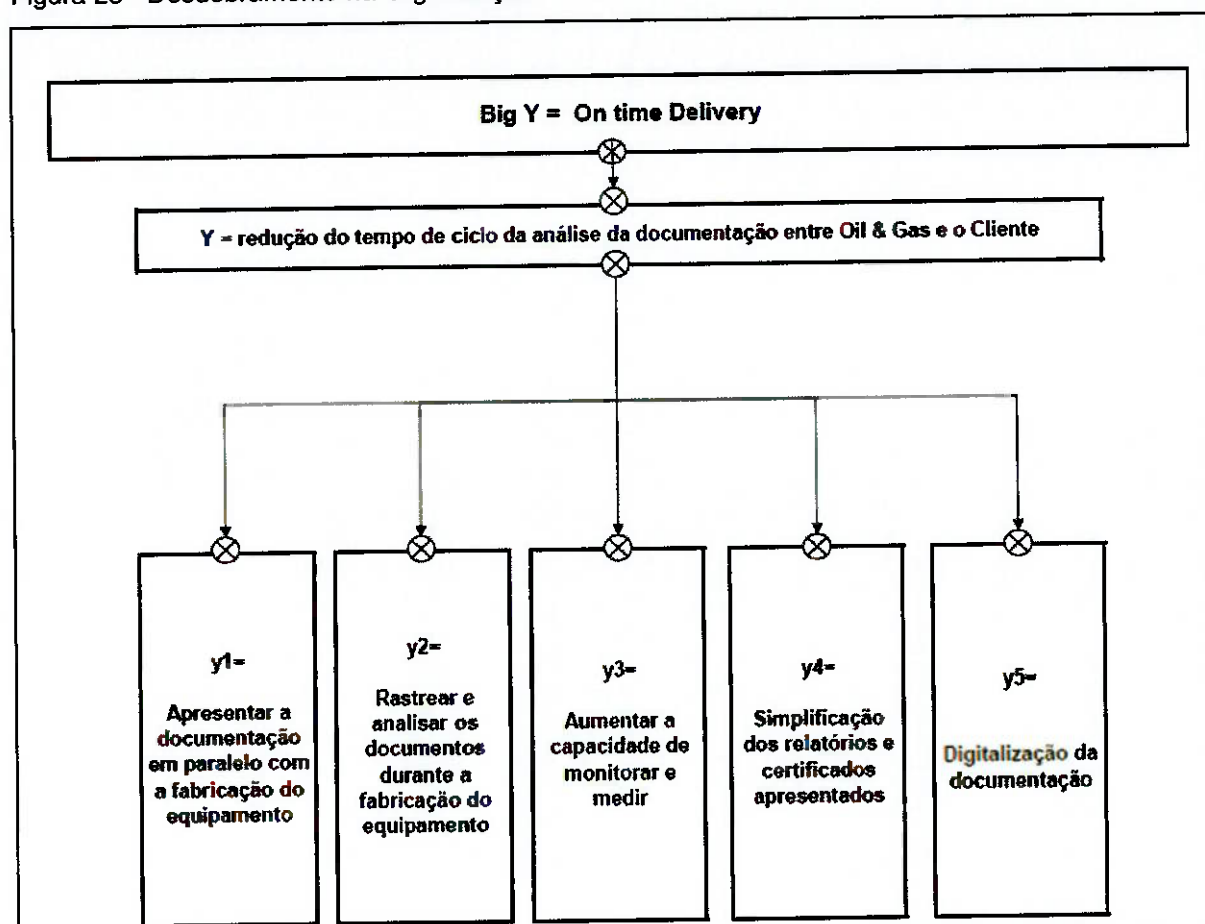 Big Y = On time Delivery
Y = redução do tempo de ciclo da análise da documentação entre Oil & Gas e o Cliente
y1=
Apresentar a
documentação
em paralelo com
a fabricação do
equipamento
y2=
Rastrear e
analisar os
documentos
durante a
fabricação do
equipamento
y3=
Aumentar a
capacidade de
monitorar e
medir
y4=
Simplificação
dos relatórios e
certificados
apresentados
y5=
Digitalização da
documentação